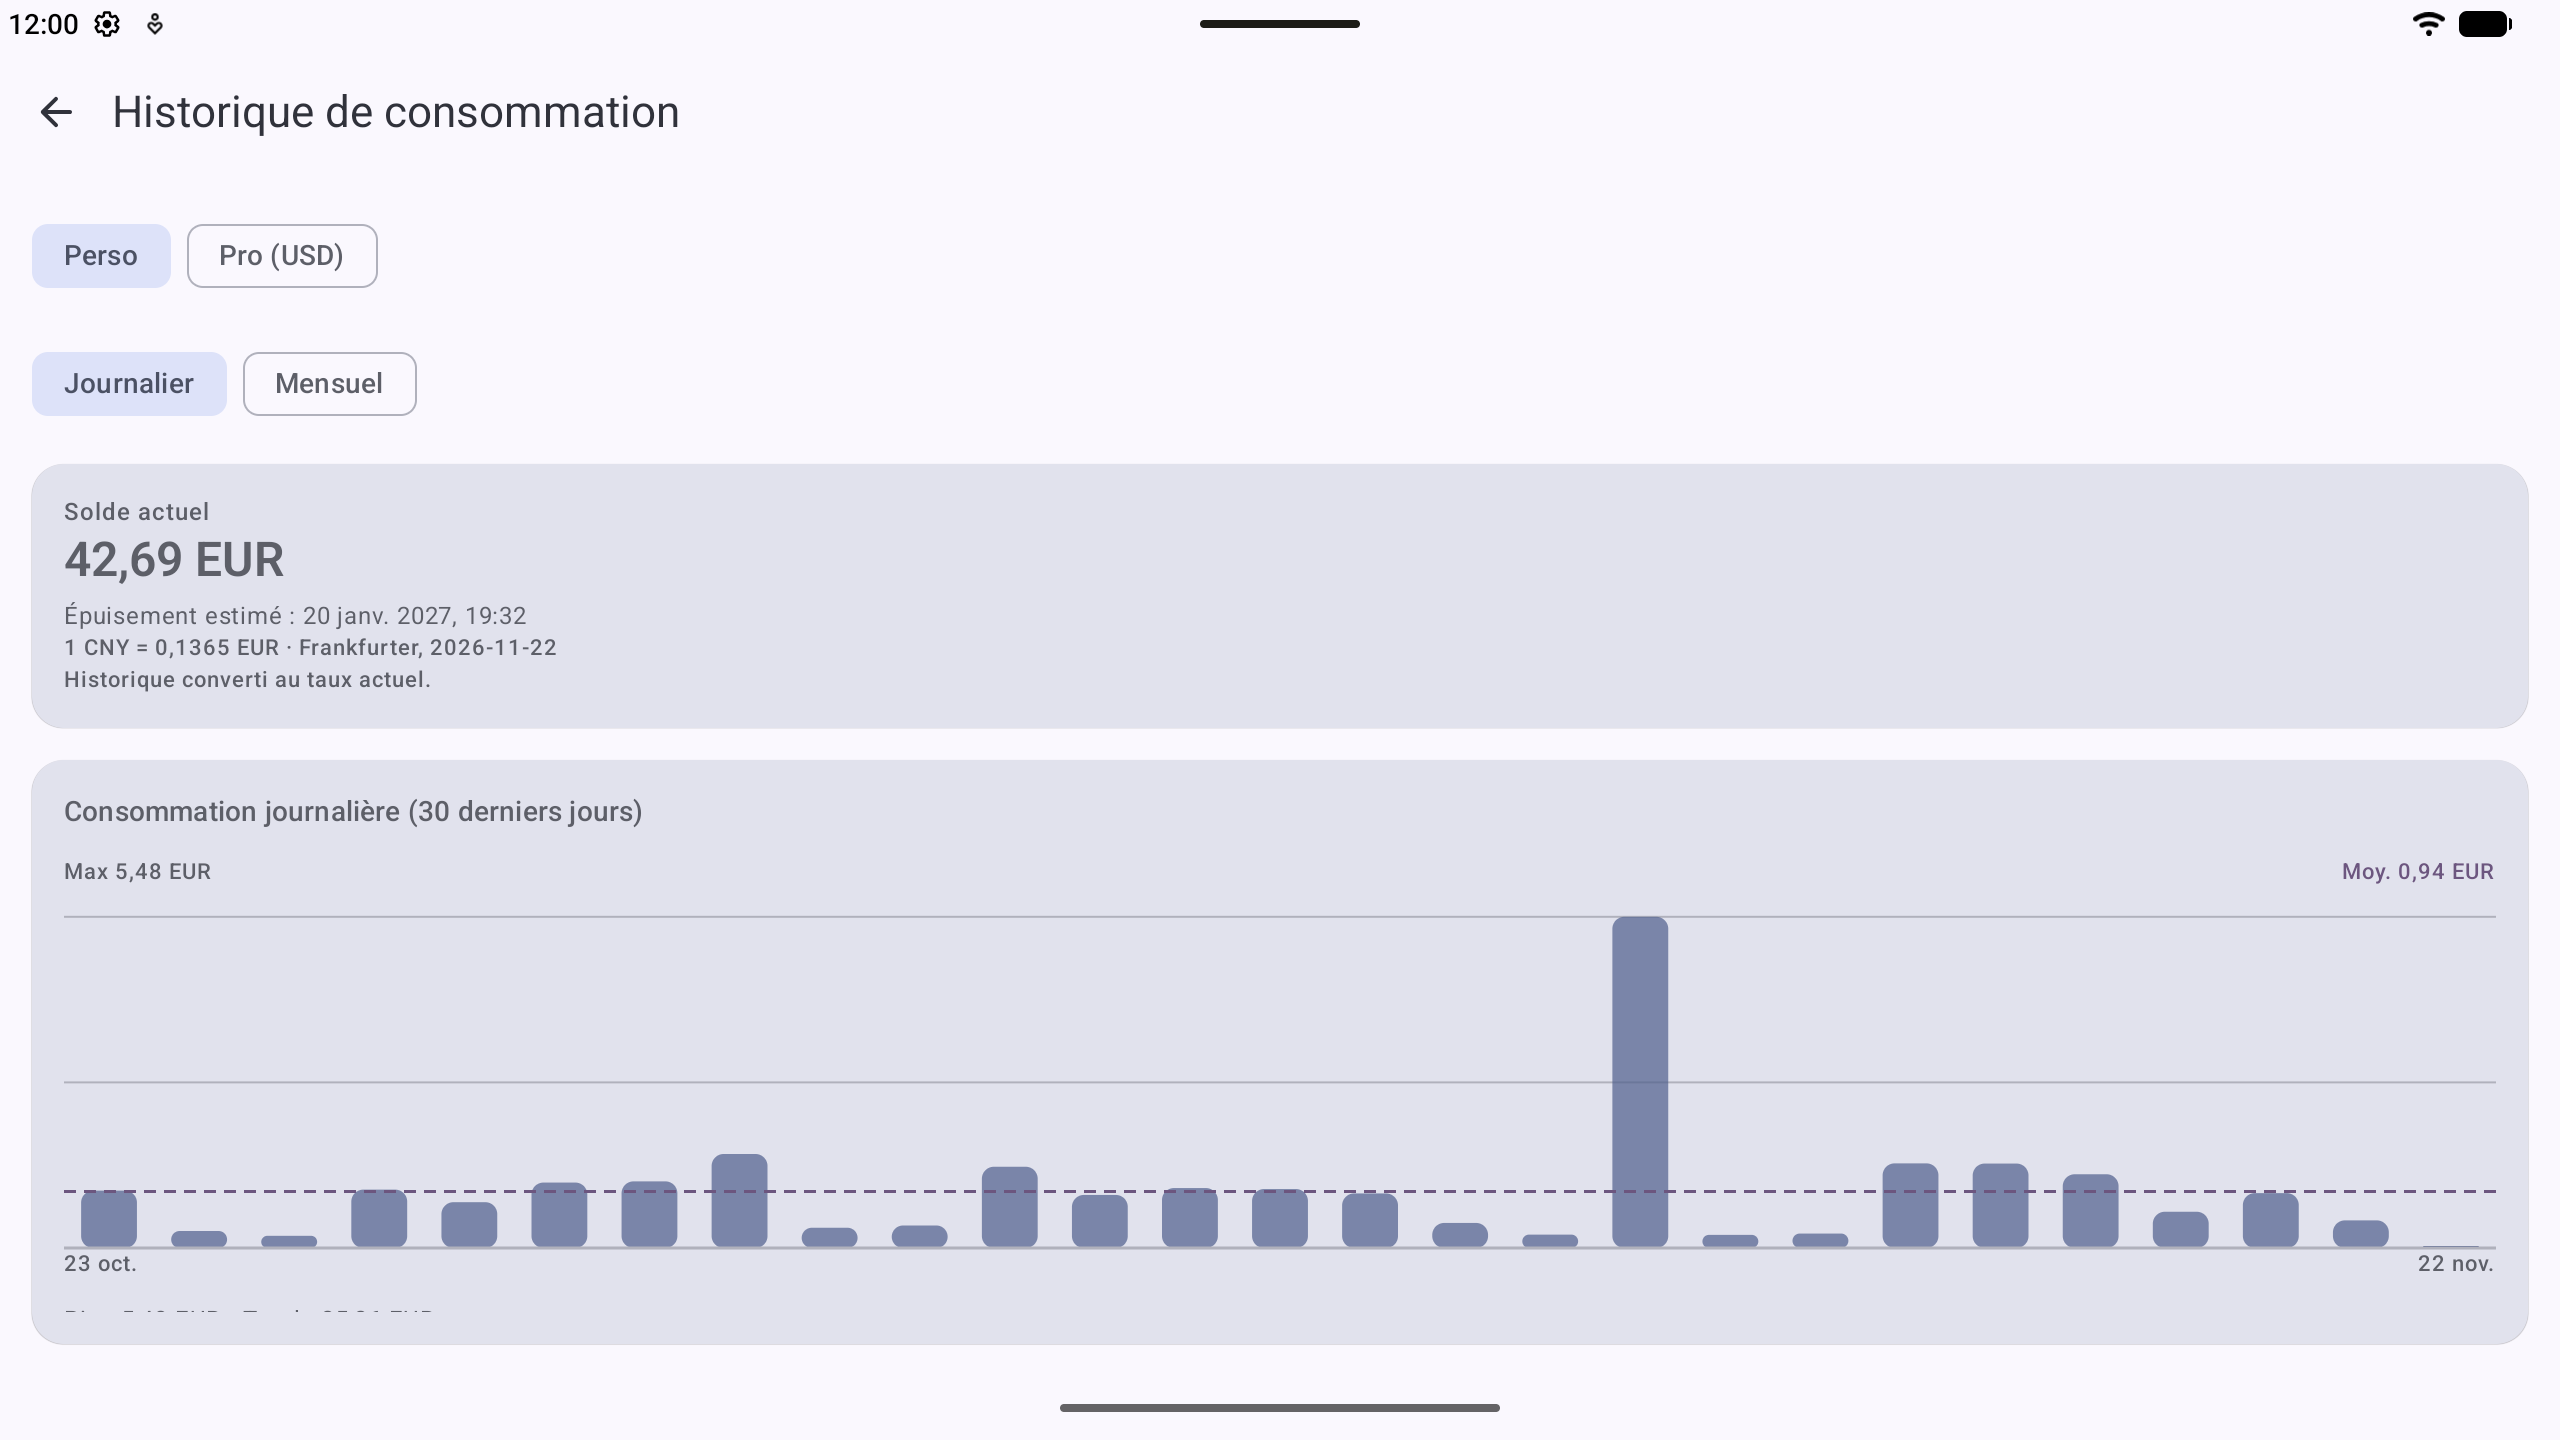 12:00
Historique de consommation
Perso
Pro (USD)
Journalier
Mensuel
Solde actuel
42,69 EUR
Épuisement estimé : 20 janv. 2027, 19:32
1 CNY = 0,1365 EUR · Frankfurter, 2026-11-22
Historique converti au taux actuel.
Consommation journalière (30 derniers jours)
Max 5,48 EUR
Moy. 0,94 EUR
23 oct.
22 nov.